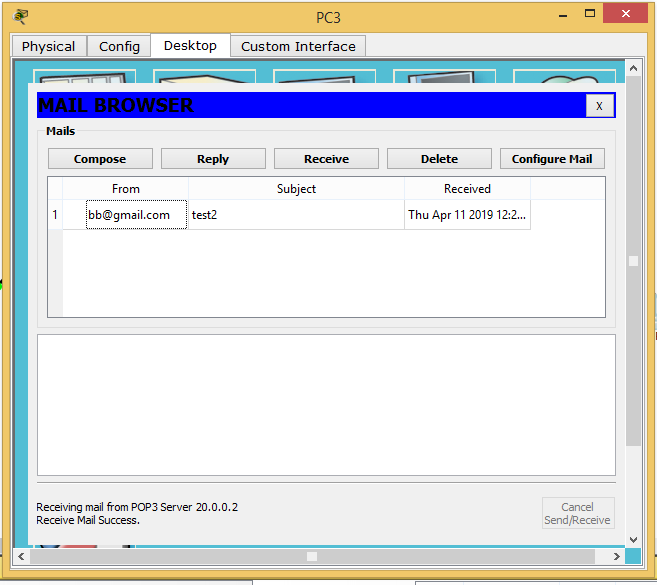 PC3
Physical Config Desktop Custom Interface
MAIL BROWSER X
Mails
Compose Reply Receive Delete Configure Mail
From Subject Received
1 bb@gmail.com test2 Thu Apr 11 2019 12:2...
Receiving mail from POP3 Server 20.0.0.2
Receive Mail Success.
Cancel
Send/Receive